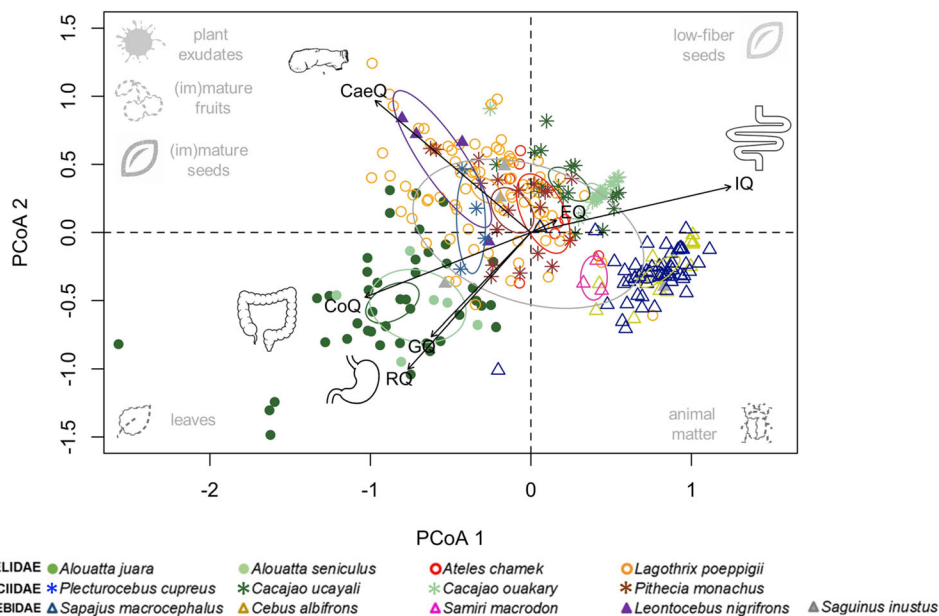 1.5
1.0
0.5
0.0
-0.5
-1.0
-1.5
PCoA 2
plant
exudates
(im)mature
fruits
(im)mature
seeds
low-fiber
seeds
CaeQ
IQ
EQ
CoQ
GQ
RQ
leaves
animal
matter
-2 -1 0 1
PCoA 1
ELIDAE Alouatta juara Alouatta seniculus Ateles chamek Lagothrix poeppigii
CIIDAE Plecturocebus cupreus Cacajao ucayali Cacajao ouakary Pithecia monachus
EBIDAE Sapajus macrocephalus Cebus albifrons Samiri macrodon Leontocebus nigrifrons Saguinus inustus